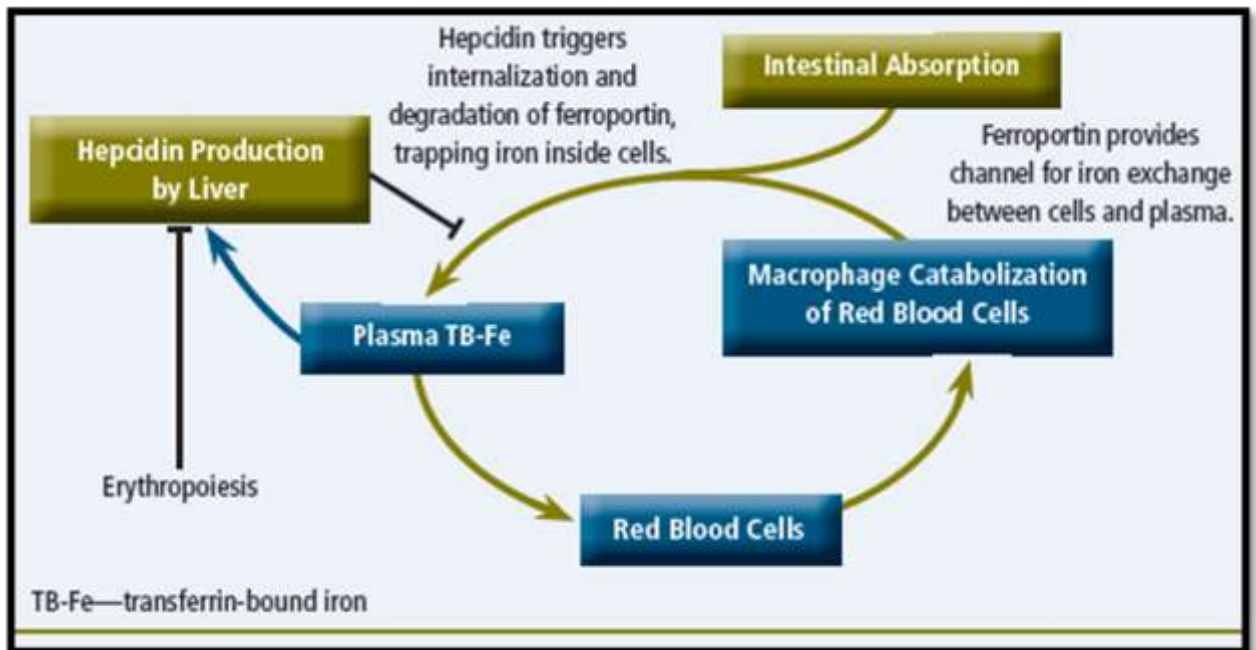 Hepcidin triggers
internalization and
degradation of ferroportin,
trapping iron inside cells.
Intestinal Absorption
Hepcidin Production
by Liver
Ferroportin provides
channel for iron exchange
between cells and plasma.
Macrophage Catabolization
of Red Blood Cells
Plasma TB-Fe
Erythropoiesis
Red Blood Cells
TB-Fe—transferrin-bound iron